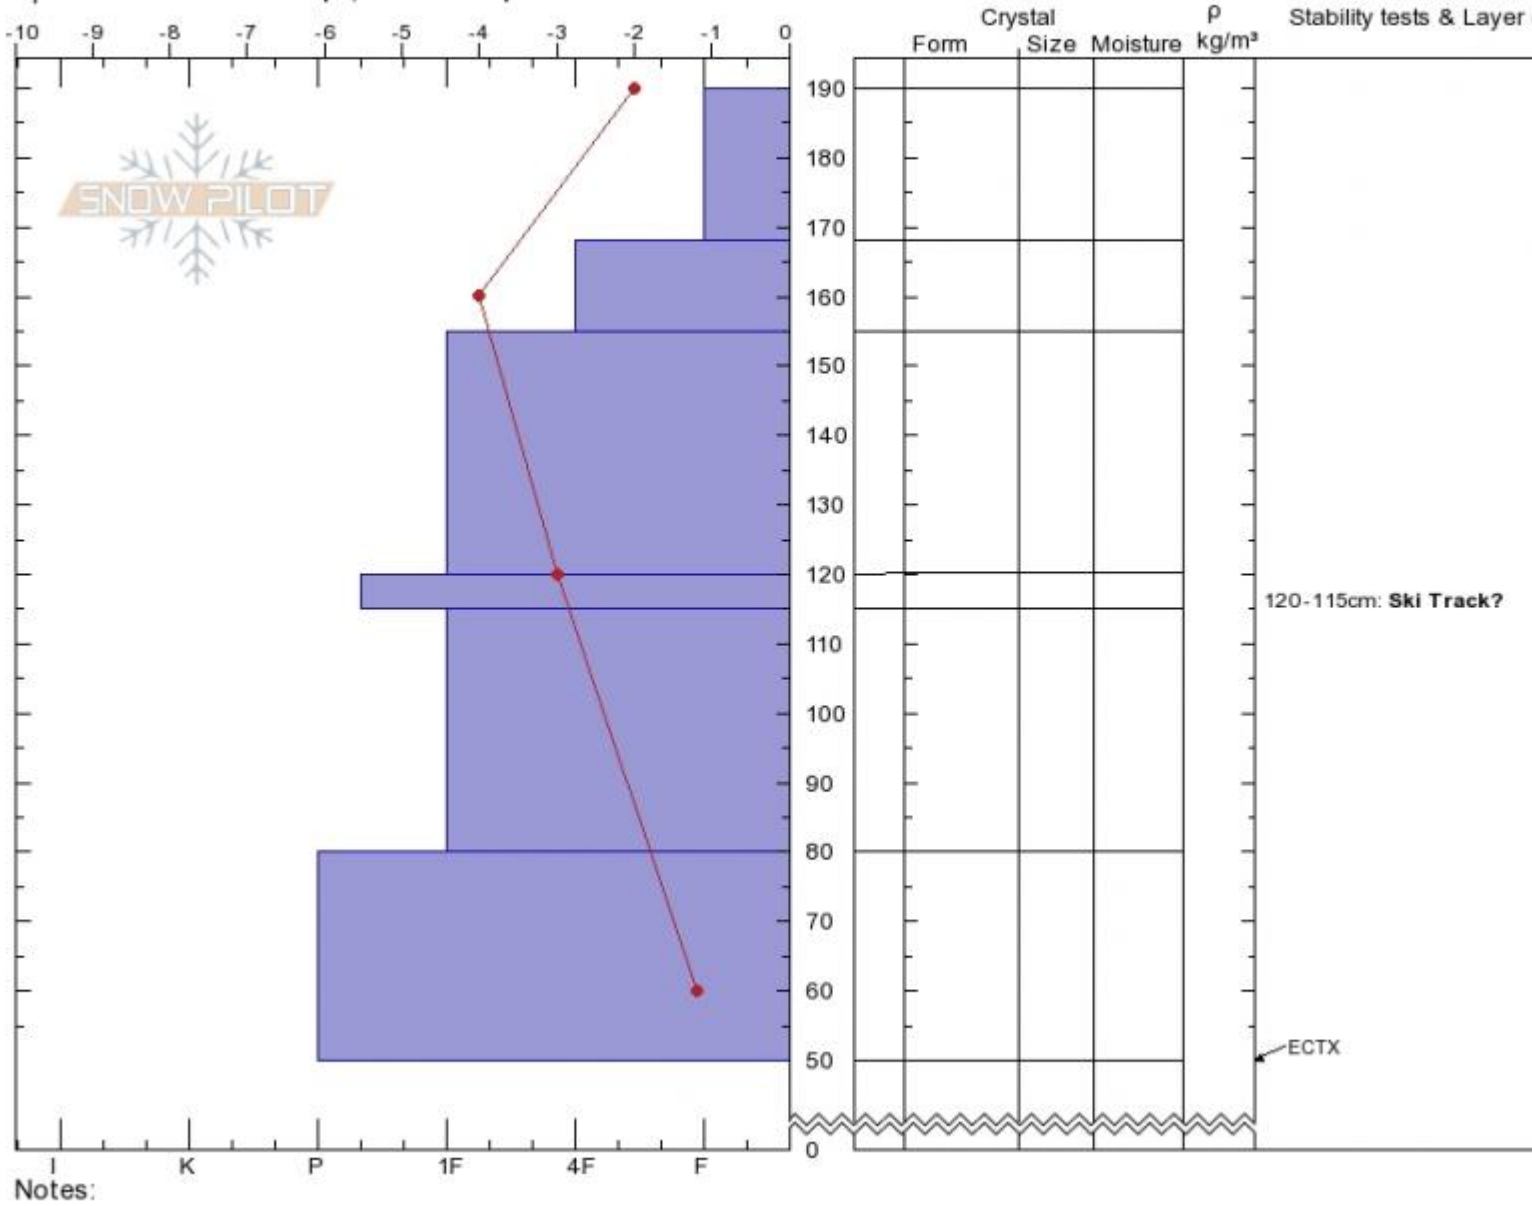 Crystal ρ Stability tests & Layer
-10 -9 -8 -7 -6 -5 -4 -3 -2 -1 0 Form Size Moisture kg/m³
190
SNOW PILOT
180
170
160
150
140
130
120
120-115cm: Ski Track?
110
100
90
80
70
60
50
ECTX
0
I K P 1F 4F F
Notes: